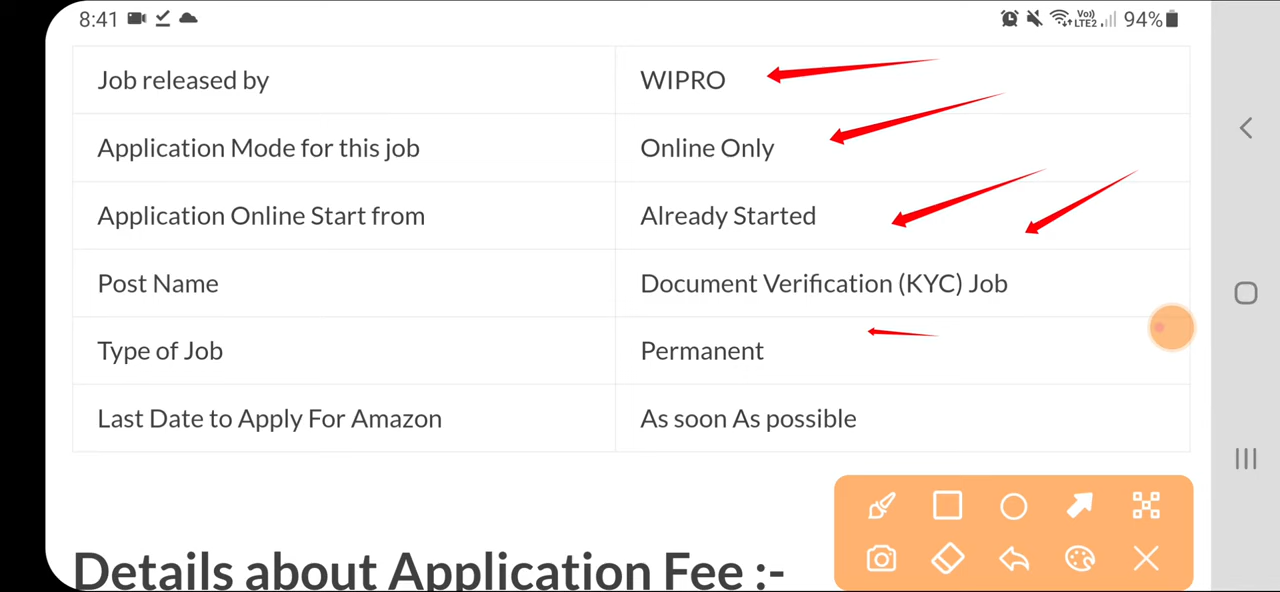 8:41 Vo)) LTE2 94%
Job released by WIPRO
Application Mode for this job Online Only
Application Online Start from Already Started
Post Name Document Verification (KYC) Job
Type of Job Permanent
Last Date to Apply For Amazon As soon As possible
Details about Application Fee :-